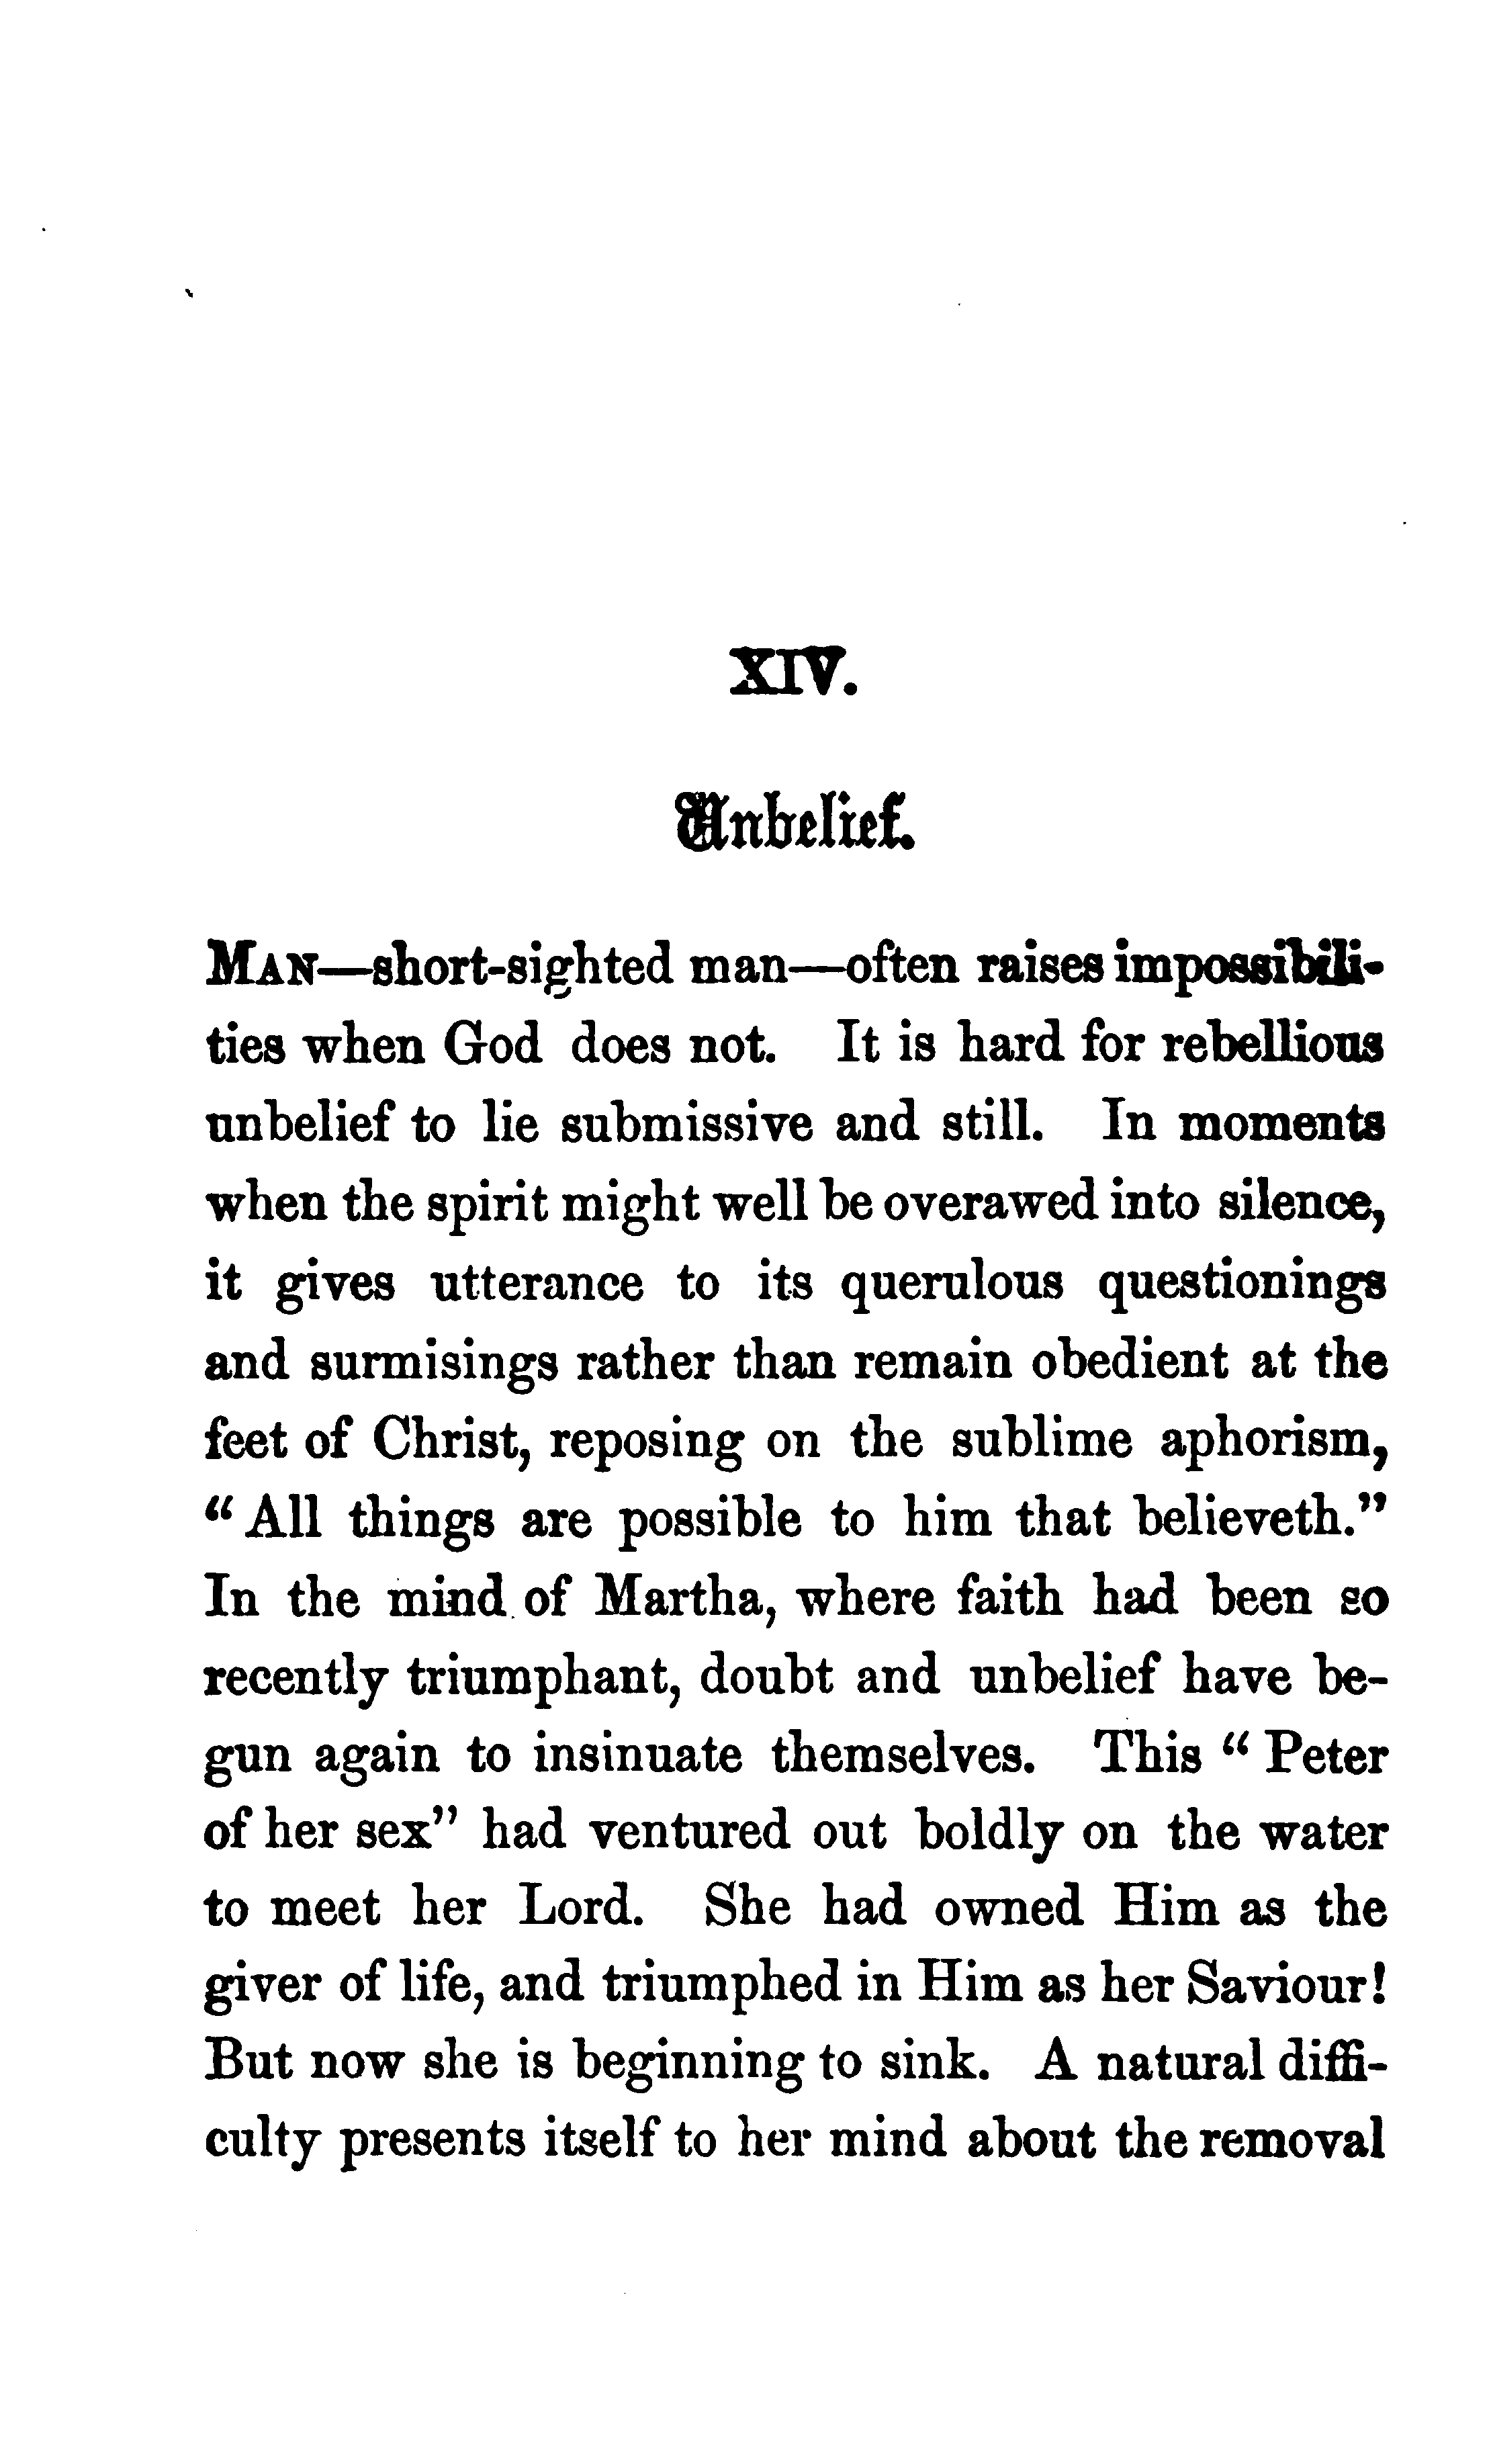 XIV.
Unbelief.
MAN—short-sighted man—often raises impossibili-
ties when God does not. It is hard for rebellious
unbelief to lie submissive and still. In moments
when the spirit might well be overawed into silence,
it gives utterance to its querulous questionings
and surmisings rather than remain obedient at the
feet of Christ, reposing on the sublime aphorism,
“All things are possible to him that believeth.”
In the mind of Martha, where faith had been so
recently triumphant, doubt and unbelief have be-
gun again to insinuate themselves. This “Peter
of her sex” had ventured out boldly on the water
to meet her Lord. She had owned Him as the
giver of life, and triumphed in Him as her Saviour!
But now she is beginning to sink. A natural diffi-
culty presents itself to her mind about the removal